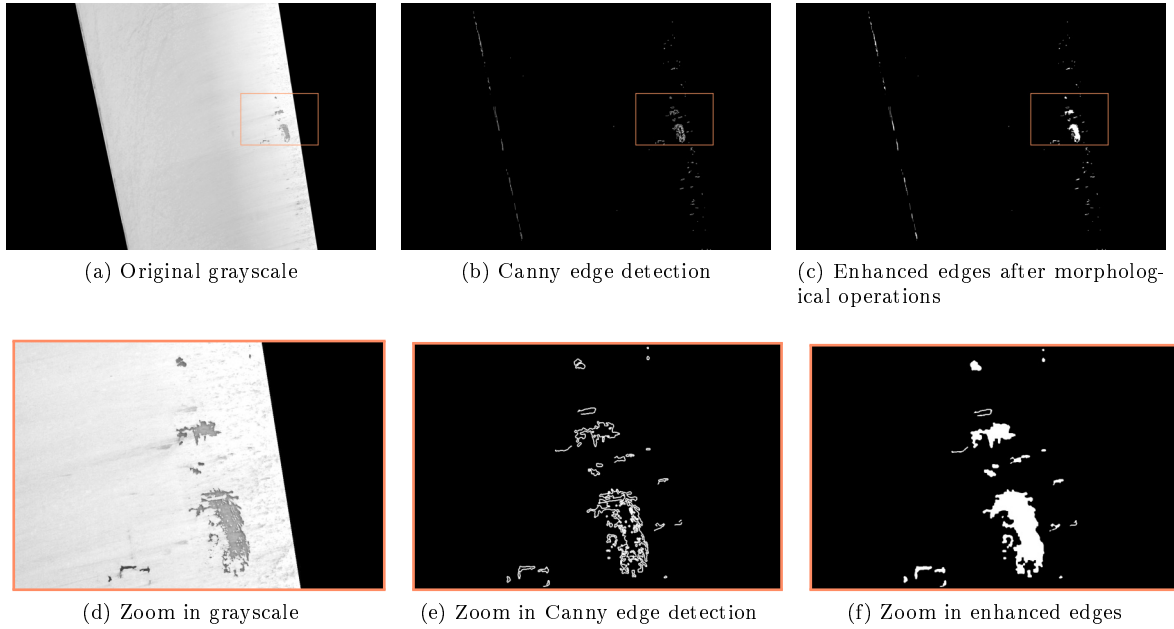 (a) Original grayscale
(b) Canny edge detection
(c) Enhanced edges after morpholog-
ical operations
(d) Zoom in grayscale
(e) Zoom in Canny edge detection
(f) Zoom in enhanced edges